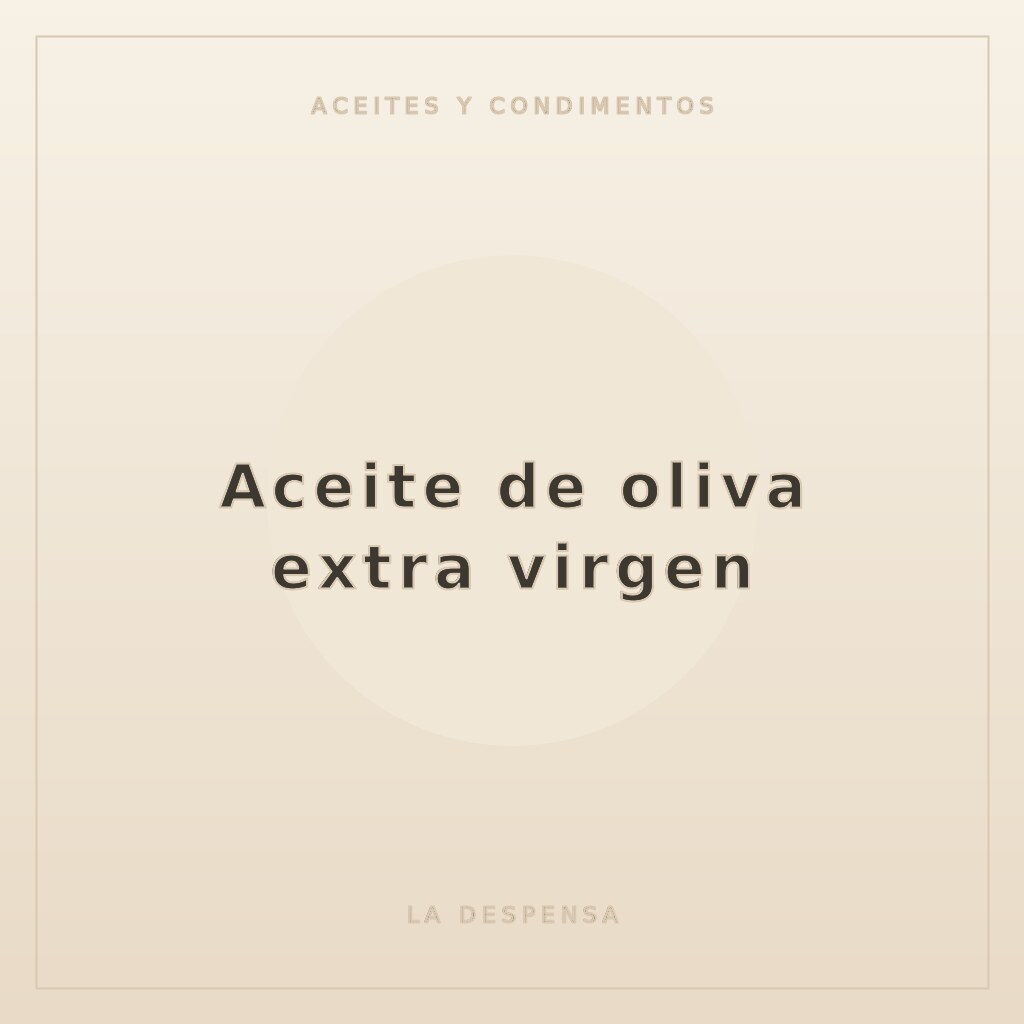 ACEITES Y CONDIMENTOS
Aceite de oliva
extra virgen
LA DESPENSA